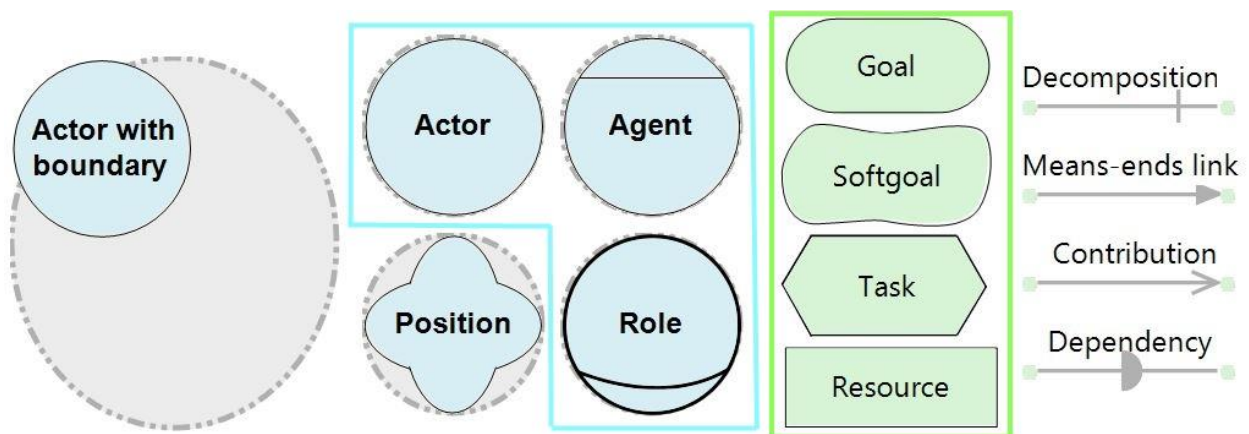 Actor with
boundary
Actor
Agent
Position
Role
Goal
Softgoal
Task
Resource
Decomposition
Means-ends link
Contribution
Dependency